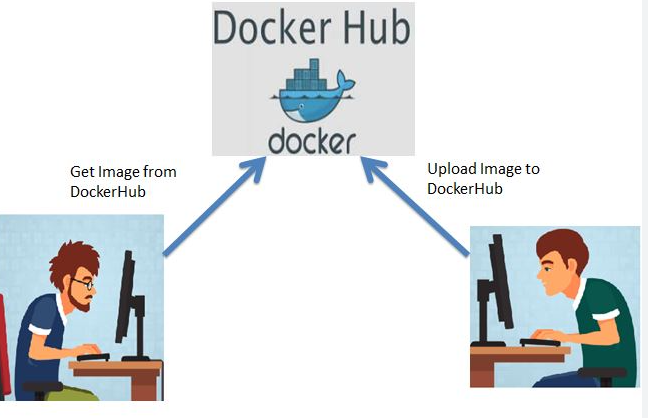 Docker Hub
docker
Get Image from
DockerHub
Upload Image to
DockerHub